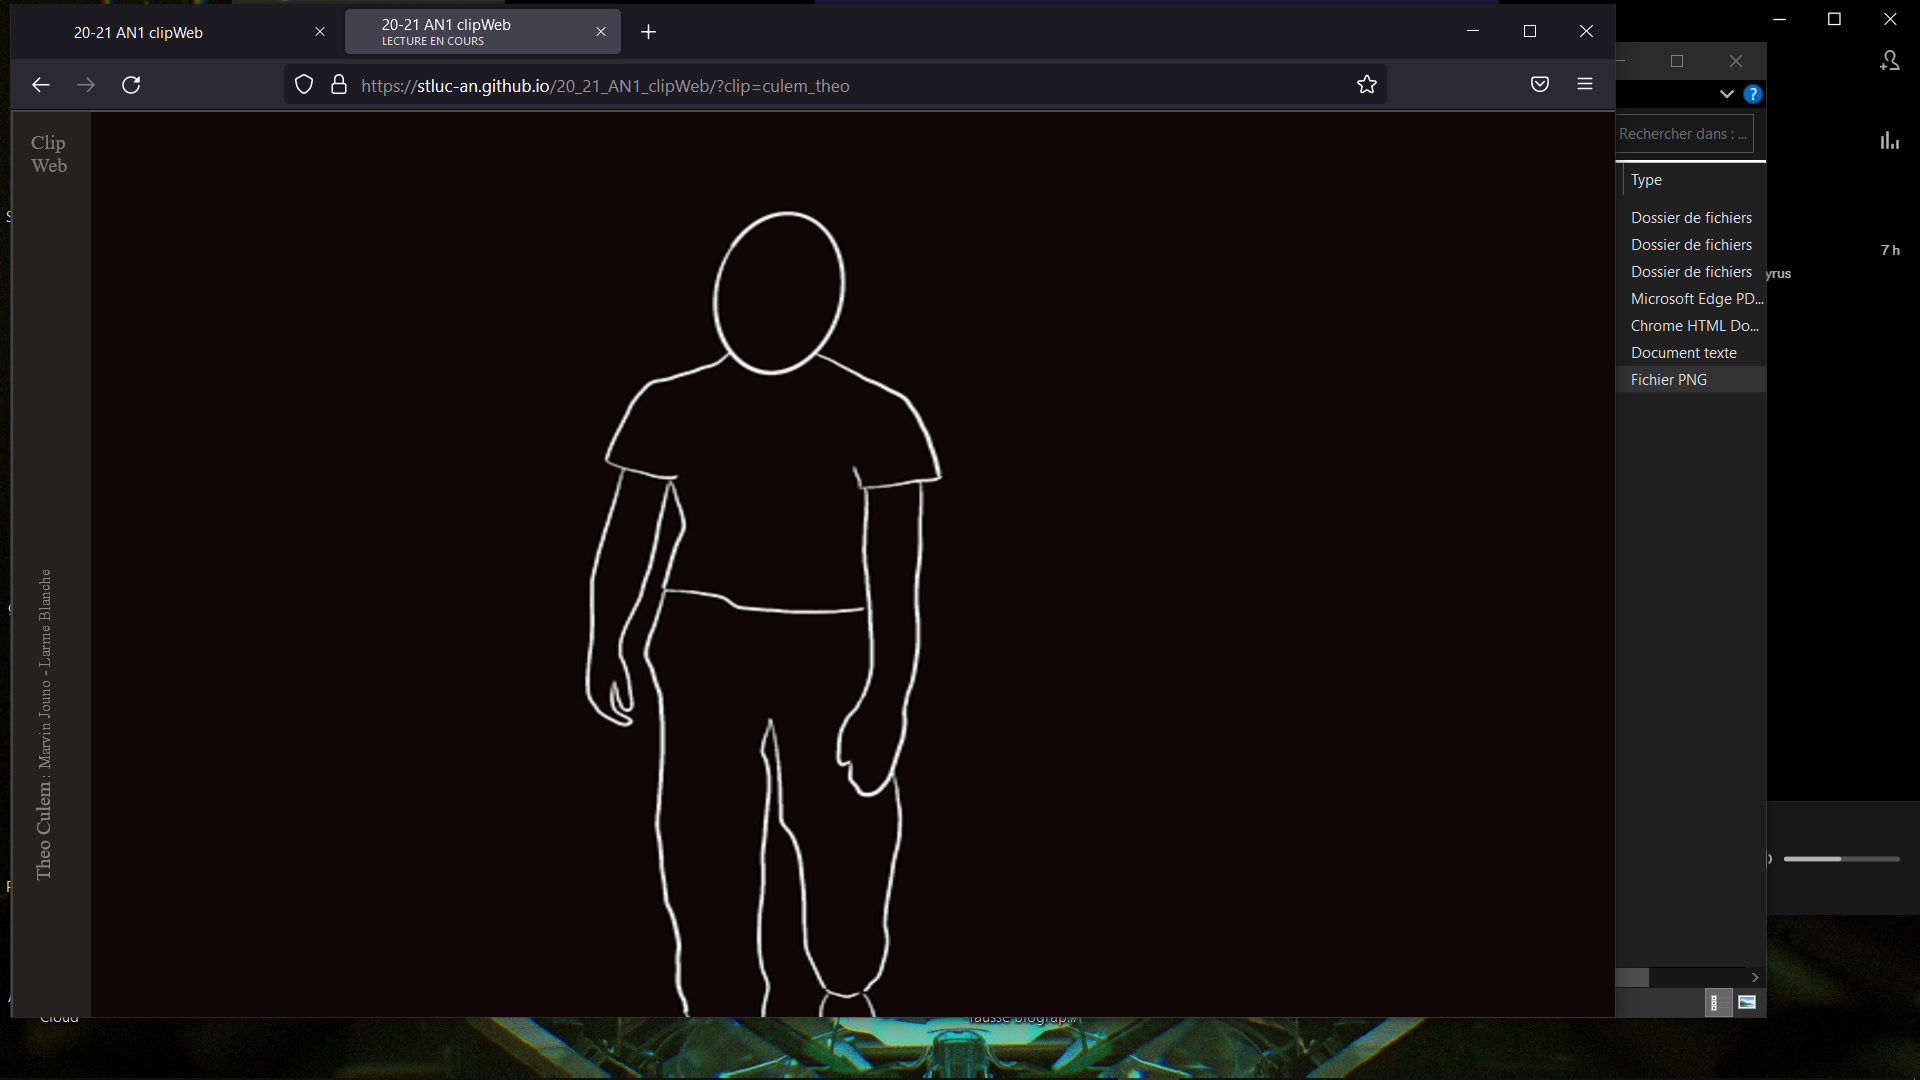 20-21 AN1 clipWeb
20-21 AN1 clipWeb
LECTURE EN COURS
https://stluc-an.github.io/20_21_AN1_clipWeb/?clip=culem_theo
Clip
Web
Theo Culem : Marvin Jouno - Larme Blanche
Rechercher dans : ...
Type
Dossier de fichiers
Dossier de fichiers
Dossier de fichiers
Microsoft Edge PD...
Chrome HTML Do...
Document texte
Fichier PNG
7 h
yrus
Cloud